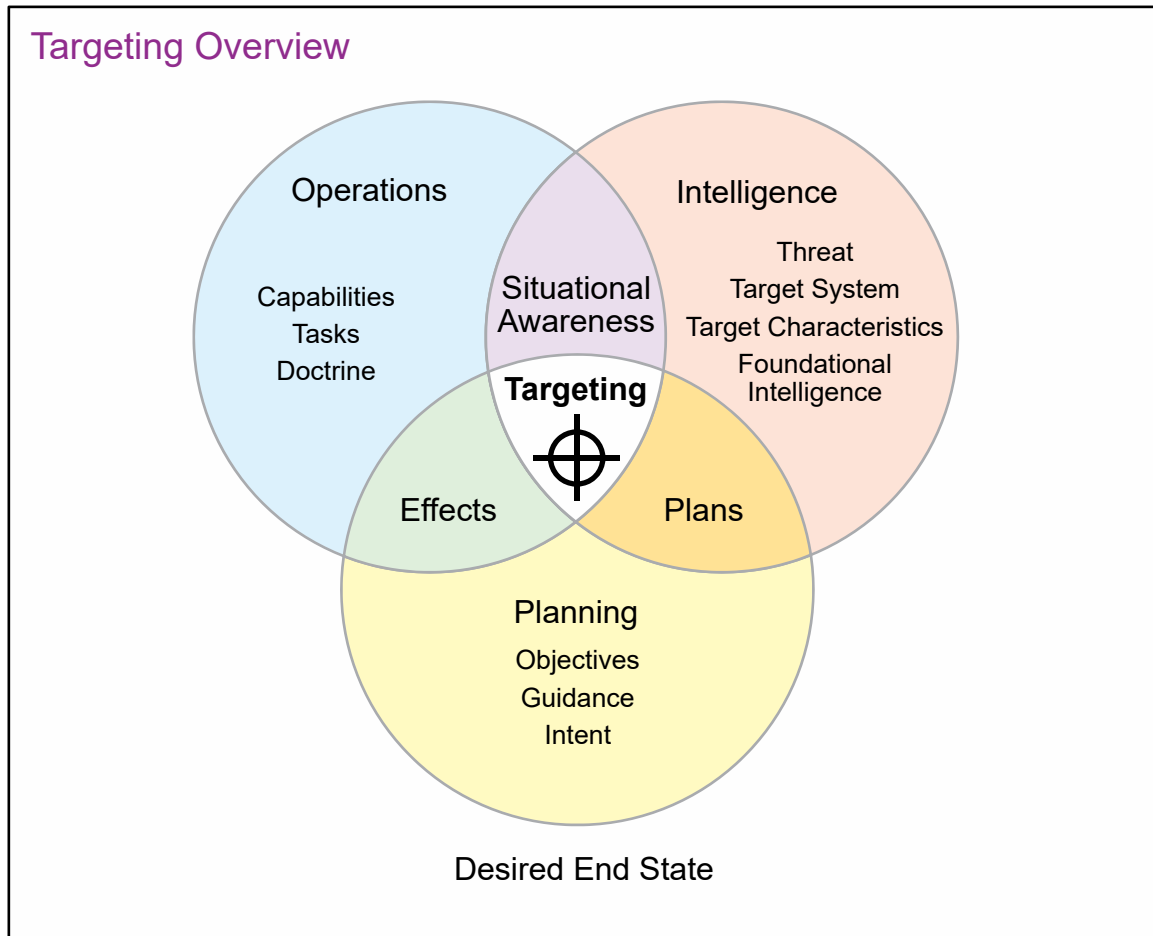 Targeting Overview
Operations
Capabilities
Tasks
Doctrine
Situational
Awareness
Intelligence
Threat
Target System
Target Characteristics
Foundational
Intelligence
Targeting
Effects
Plans
Planning
Objectives
Guidance
Intent
Desired End State